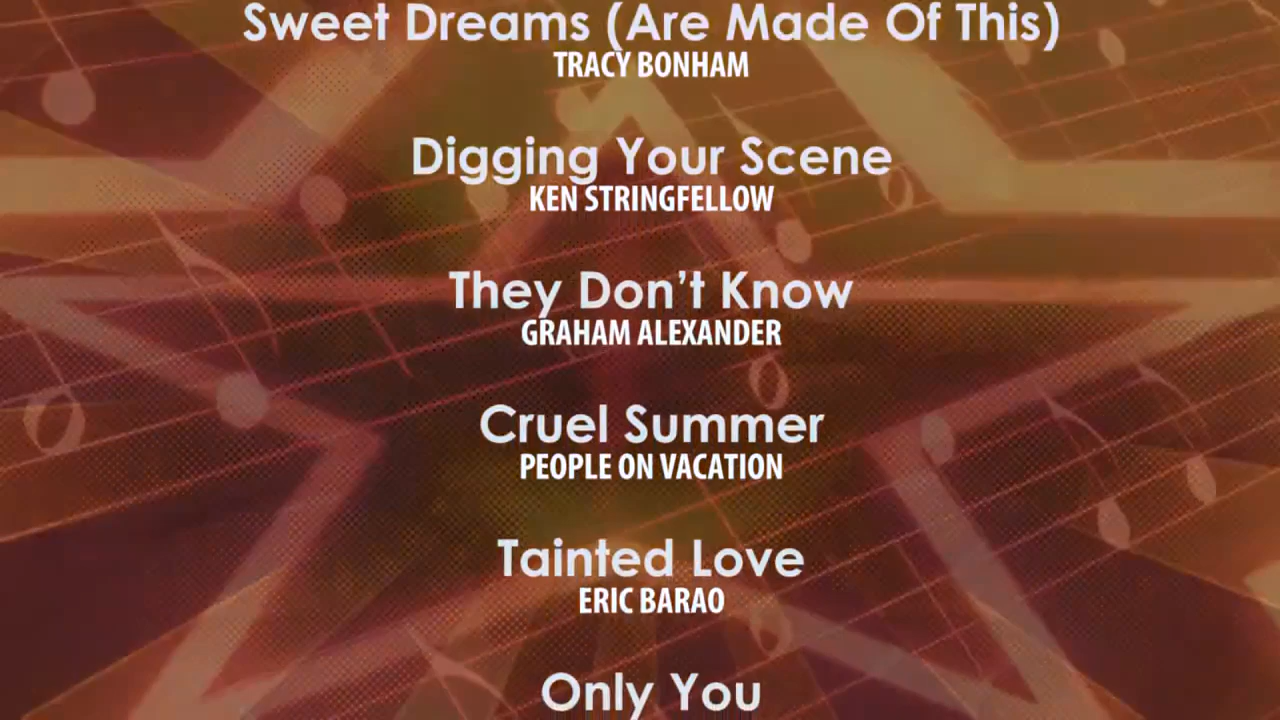 Sweet Dreams (Are Made Of This)
TRACY BONHAM
Digging Your Scene
KEN STRINGFELLOW
They Don’t Know
GRAHAM ALEXANDER
Cruel Summer
PEOPLE ON VACATION
Tainted Love
ERIC BARAO
Only You